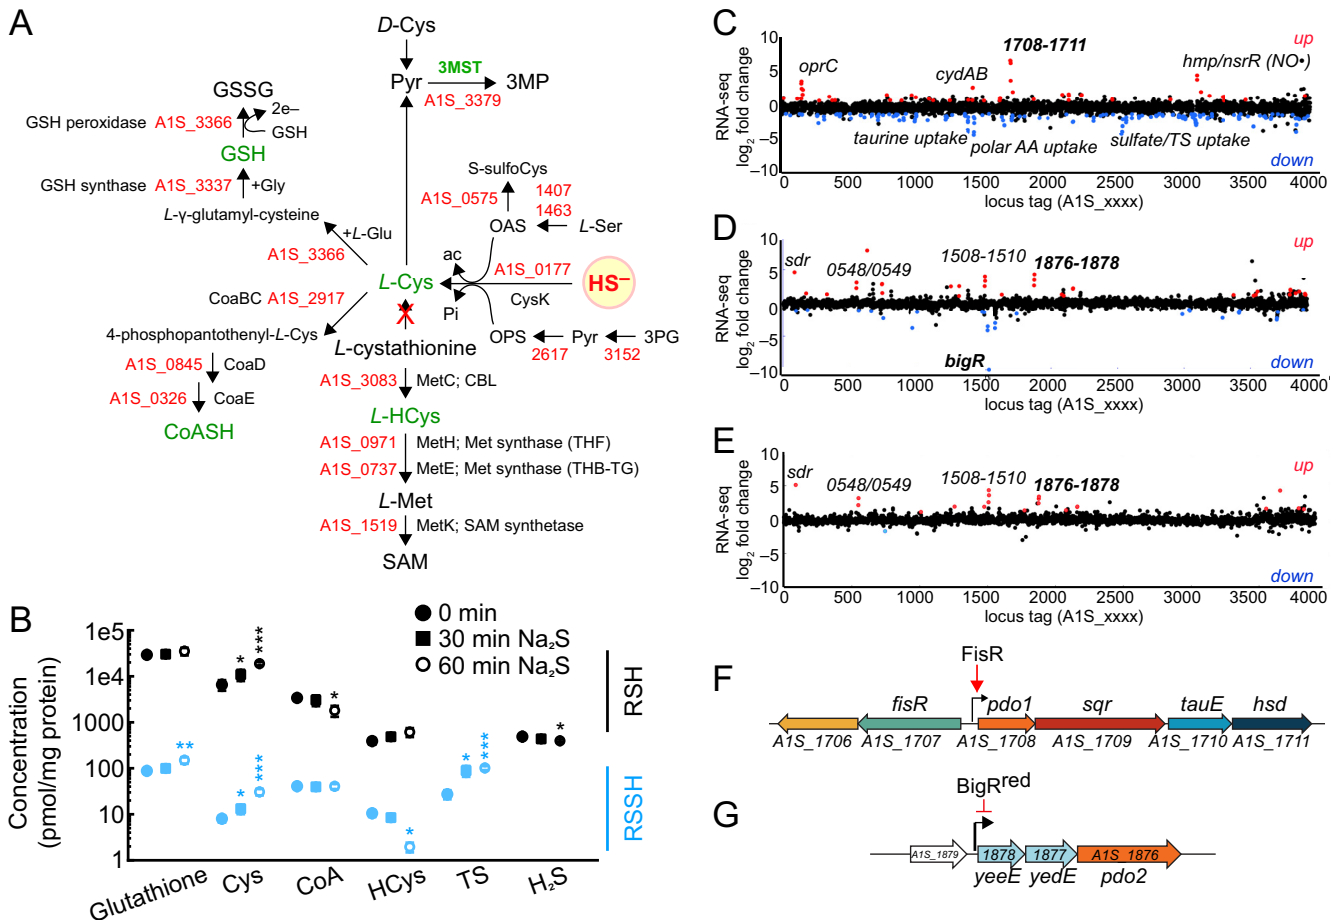 A
D-Cys
Pyr
3MST
A1S_3379
3MP
GSSG
2e–
GSH peroxidase A1S_3366
GSH
GSH
GSH synthase A1S_3337
+Gly
L-γ-glutamyl-cysteine
+L-Glu
A1S_3366
S-sulfoCys
A1S_0575
1407
1463
OAS
L-Ser
ac
A1S_0177
L-Cys
HS–
CysK
Pi
CoaBC A1S_2917
X
4-phosphopantothenyl-L-Cys
L-cystathionine
OPS
Pyr
3PG
2617
3152
A1S_0845
CoaD
A1S_0326
CoaE
CoASH
A1S_3083
MetC; CBL
L-HCys
A1S_0971
MetH; Met synthase (THF)
A1S_0737
MetE; Met synthase (THB-TG)
L-Met
A1S_1519
MetK; SAM synthetase
SAM
B
0 min
30 min Na₂S
60 min Na₂S
Concentration
(pmol/mg protein)
1e5
1e4
1000
100
10
1
*
***
*
*
**
*
***
*
*
***
RSH
RSSH
Glutathione
Cys
CoA
HCys
TS
H₂S
C
RNA-seq
log₂ fold change
10
5
0
−5
−10
oprC
cydAB
1708-1711
hmp/nsrR (NO•)
up
taurine uptake
polar AA uptake
sulfate/TS uptake
down
0 500 1000 1500 2000 2500 3000 3500 4000
locus tag (A1S_xxxx)
D
RNA-seq
log₂ fold change
10
5
0
−5
−10
sdr
0548/0549
1508-1510
1876-1878
up
bigR
down
0 500 1000 1500 2000 2500 3000 3500 4000
locus tag (A1S_xxxx)
E
RNA-seq
log₂ fold change
10
5
0
−5
−10
sdr
0548/0549
1508-1510
1876-1878
up
down
0 500 1000 1500 2000 2500 3000 3500 4000
locus tag (A1S_xxxx)
F
FisR
fisR
pdo1
sqr
tauE
hsd
A1S_1706
A1S_1707
A1S_1708
A1S_1709
A1S_1710
A1S_1711
G
BigRred
A1S_1879
1878
1877
A1S_1876
yeeE
yedE
pdo2